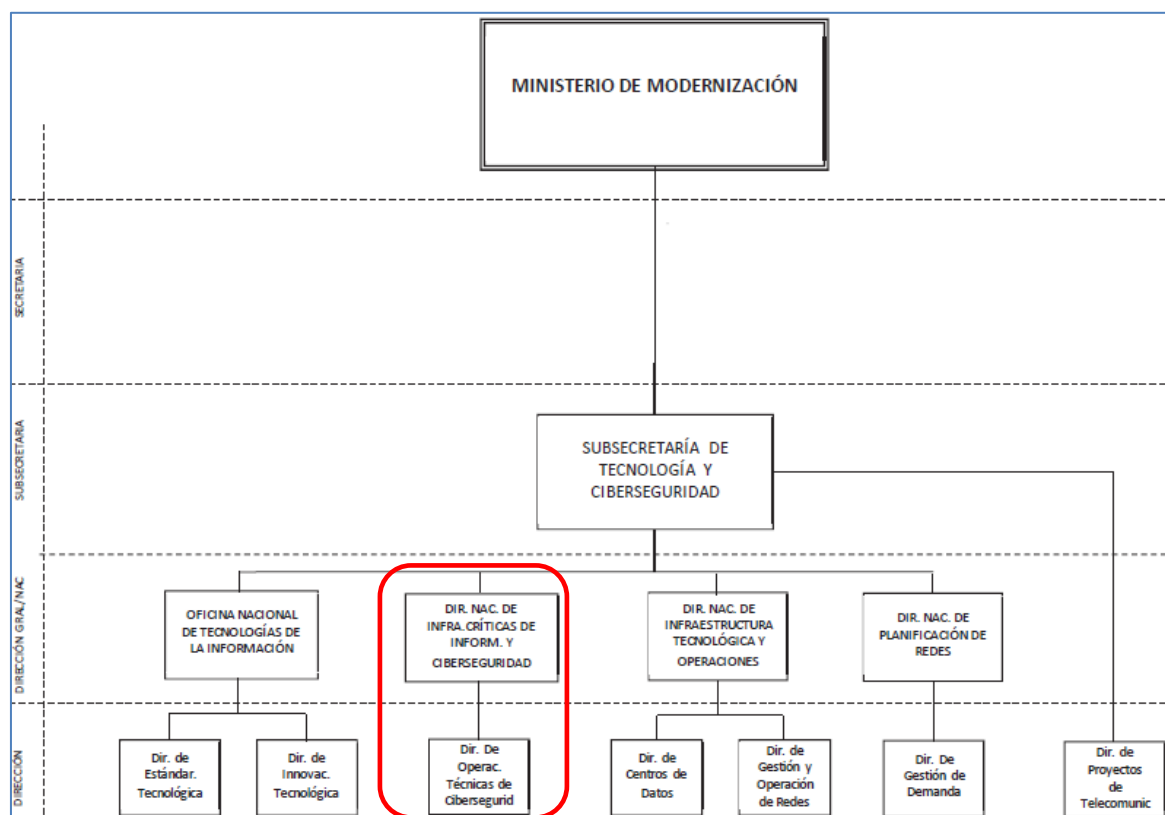 MINISTERIO DE MODERNIZACIÓN
SECRETARIA
SUBSECRETARIA
SUBSECRETARÍA DE
TECNOLOGÍA Y
CIBERSEGURIDAD
DIRECCIÓN GRAL/NAC
OFICINA NACIONAL
DE TECNOLOGÍAS DE
LA INFORMACIÓN
DIR. NAC. DE
INFRA.CRÍTICAS DE
INFORM. Y
CIBERSEGURIDAD
DIR. NAC. DE
INFRAESTRUCTURA
TECNOLÓGICA Y
OPERACIONES
DIR. NAC. DE
PLANIFICACIÓN DE
REDES
DIRECCIÓN
Dir. de
Estándar.
Tecnológica
Dir. de
Innovac.
Tecnológica
Dir. De
Operac.
Técnicas de
Cibersegurid
Dir. de
Centros de
Datos
Dir. de
Gestión y
Operación
de Redes
Dir. De
Gestión de
Demanda
Dir. de
Proyectos
de
Telecomunic